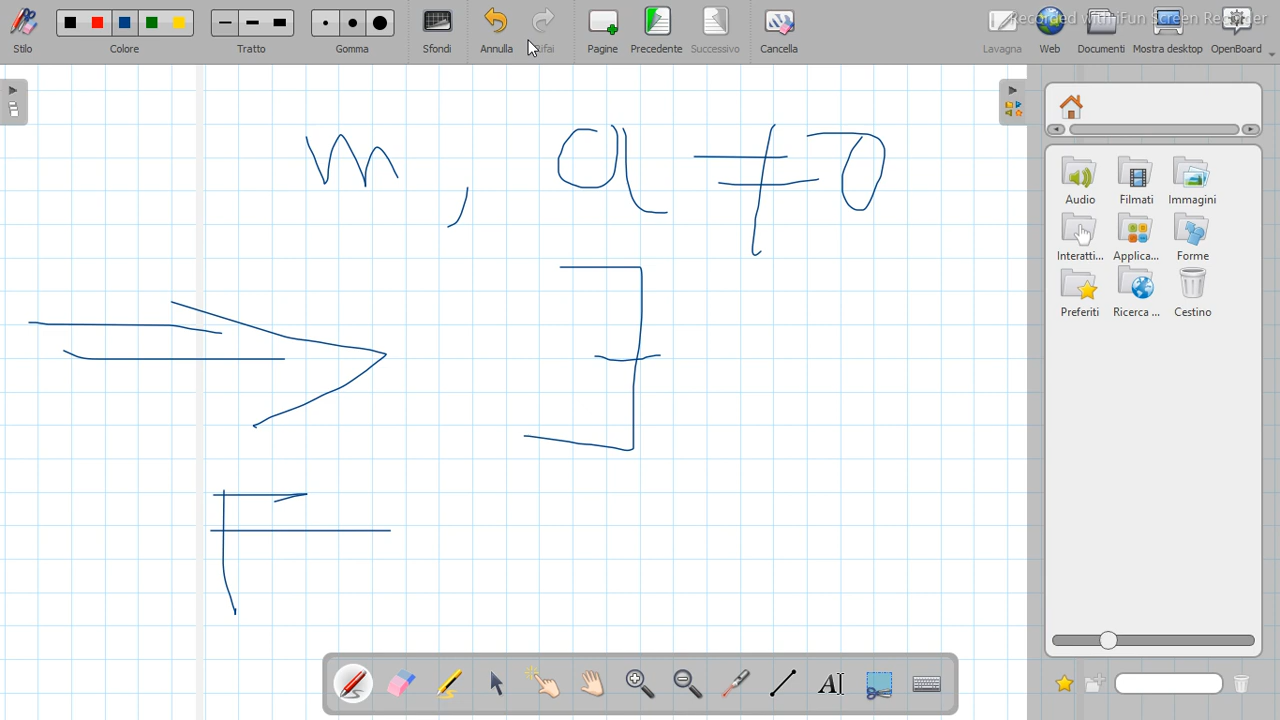 Recorded with iFun Screen Recorder
Stilo Colore Tratto Gomma Sfondi Annulla Rifai Pagine Precedente Successivo Cancella Lavagna Web Documenti Mostra desktop OpenBoard
m , a ≠ 0
⇒ ∃
F
Audio Filmati Immagini
Interatti... Applica... Forme
Preferiti Ricerca ... Cestino